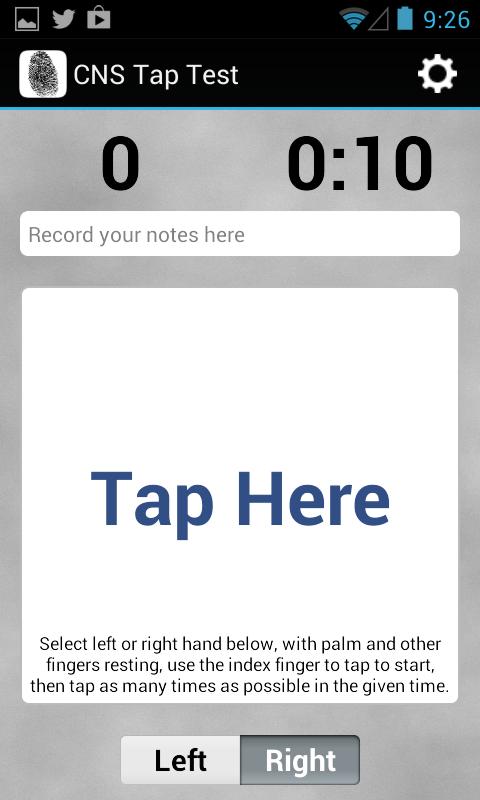 9:26
CNS Tap Test
0 0:10
Record your notes here
Tap Here
Select left or right hand below, with palm and other
fingers resting, use the index finger to tap to start,
then tap as many times as possible in the given time.
Left Right